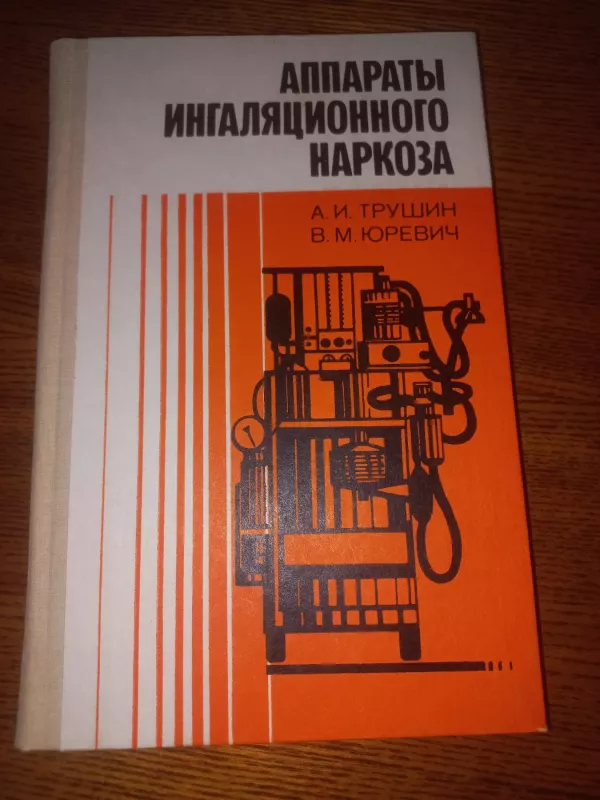 АППАРАТЫ
ИНГАЛЯЦИОННОГО
НАРКОЗА
А. И. ТРУШИН
В. М. ЮРЕВИЧ